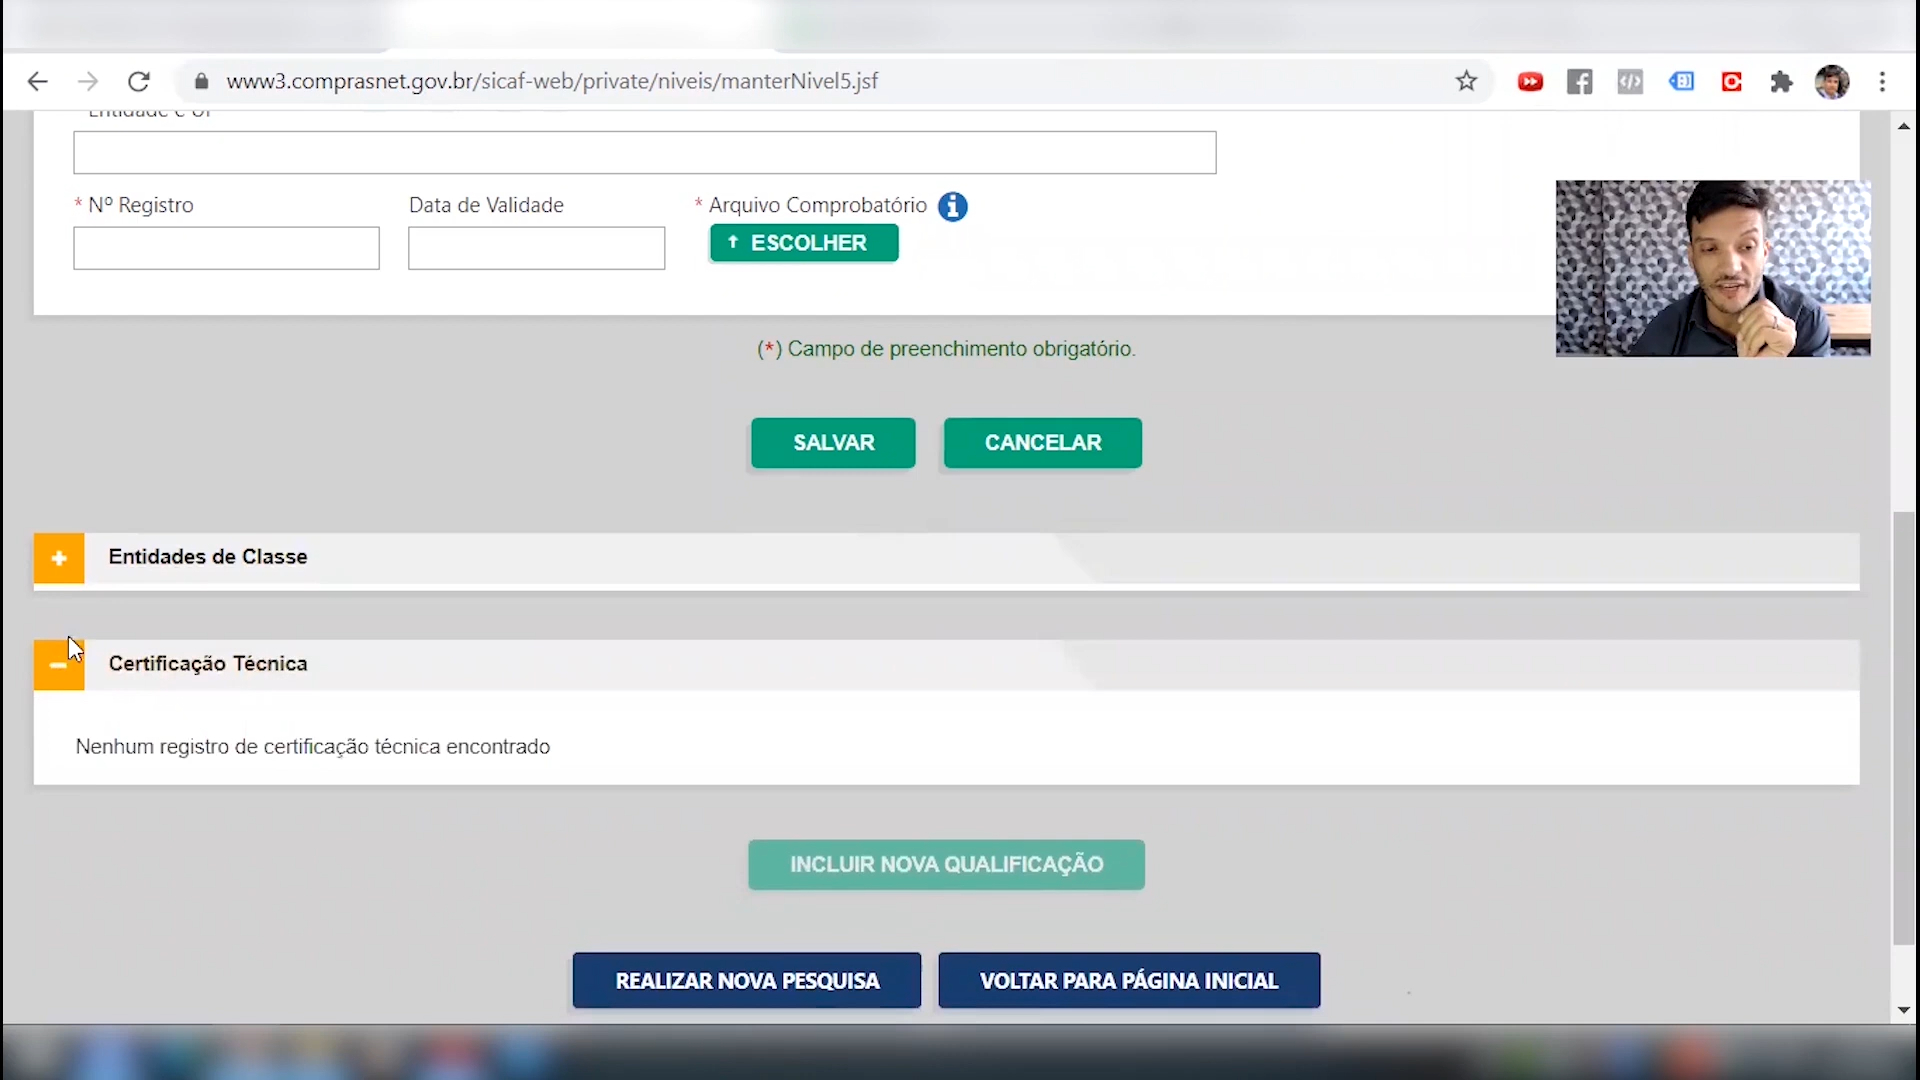 www3.comprasnet.gov.br/sicaf-web/private/niveis/manterNivel5.jsf
Entidade e UF
* Nº Registro
Data de Validade
* Arquivo Comprobatório
ESCOLHER
(*) Campo de preenchimento obrigatório.
SALVAR
CANCELAR
Entidades de Classe
Certificação Técnica
Nenhum registro de certificação técnica encontrado
INCLUIR NOVA QUALIFICAÇÃO
REALIZAR NOVA PESQUISA
VOLTAR PARA PÁGINA INICIAL